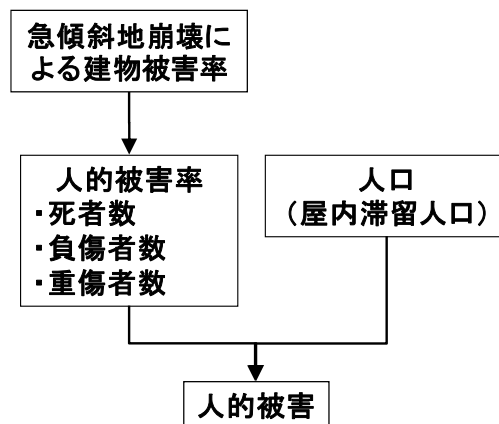 急傾斜地崩壊に
よる建物被害率
人的被害率
・死者数
・負傷者数
・重傷者数
人口
（屋内滞留人口）
人的被害